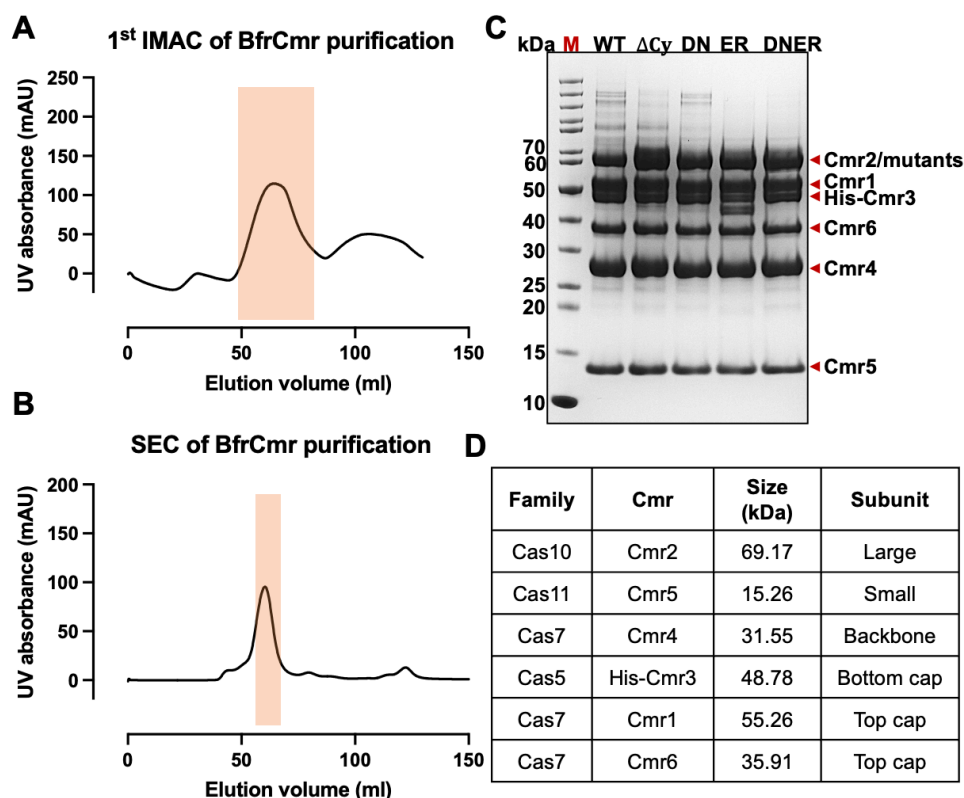 A
1st IMAC of BfrCmr purification
UV absorbance (mAU)
250
200
150
100
50
0
0 50 100 150
Elution volume (ml)
B
SEC of BfrCmr purification
UV absorbance (mAU)
200
150
100
50
0
0 50 100 150
Elution volume (ml)
C
kDa M WT ΔCy DN ER DNER
70
60
50
40
30
25
20
15
10
Cmr2/mutants
Cmr1
His-Cmr3
Cmr6
Cmr4
Cmr5
D
Family Cmr Size (kDa) Subunit
Cas10 Cmr2 69.17 Large
Cas11 Cmr5 15.26 Small
Cas7 Cmr4 31.55 Backbone
Cas5 His-Cmr3 48.78 Bottom cap
Cas7 Cmr1 55.26 Top cap
Cas7 Cmr6 35.91 Top cap